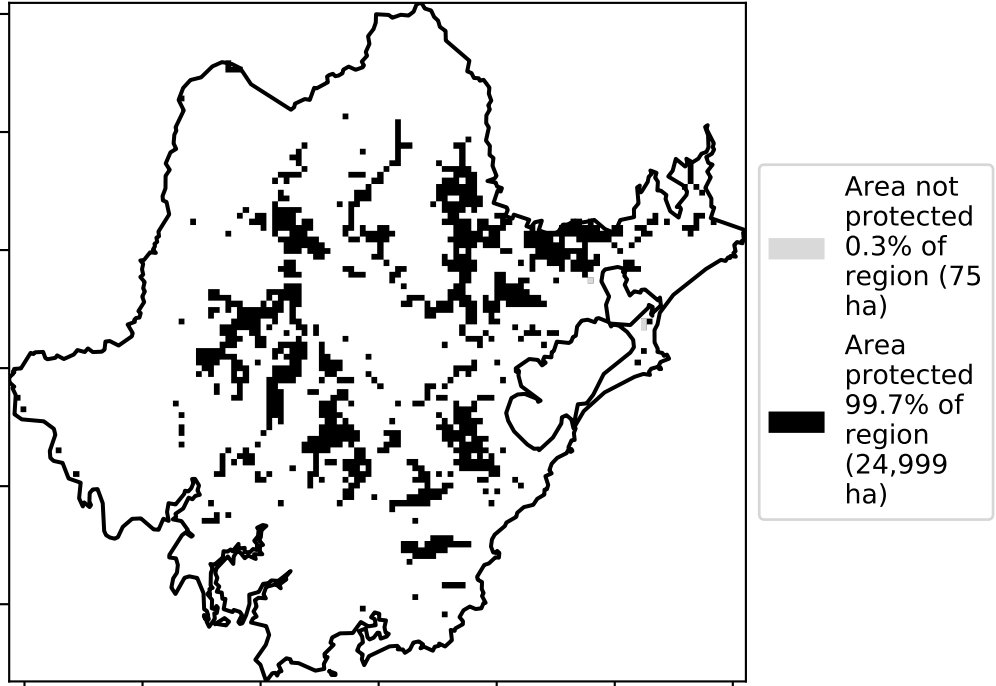 Area not
protected
0.3% of
region (75
ha)
Area
protected
99.7% of
region
(24,999
ha)